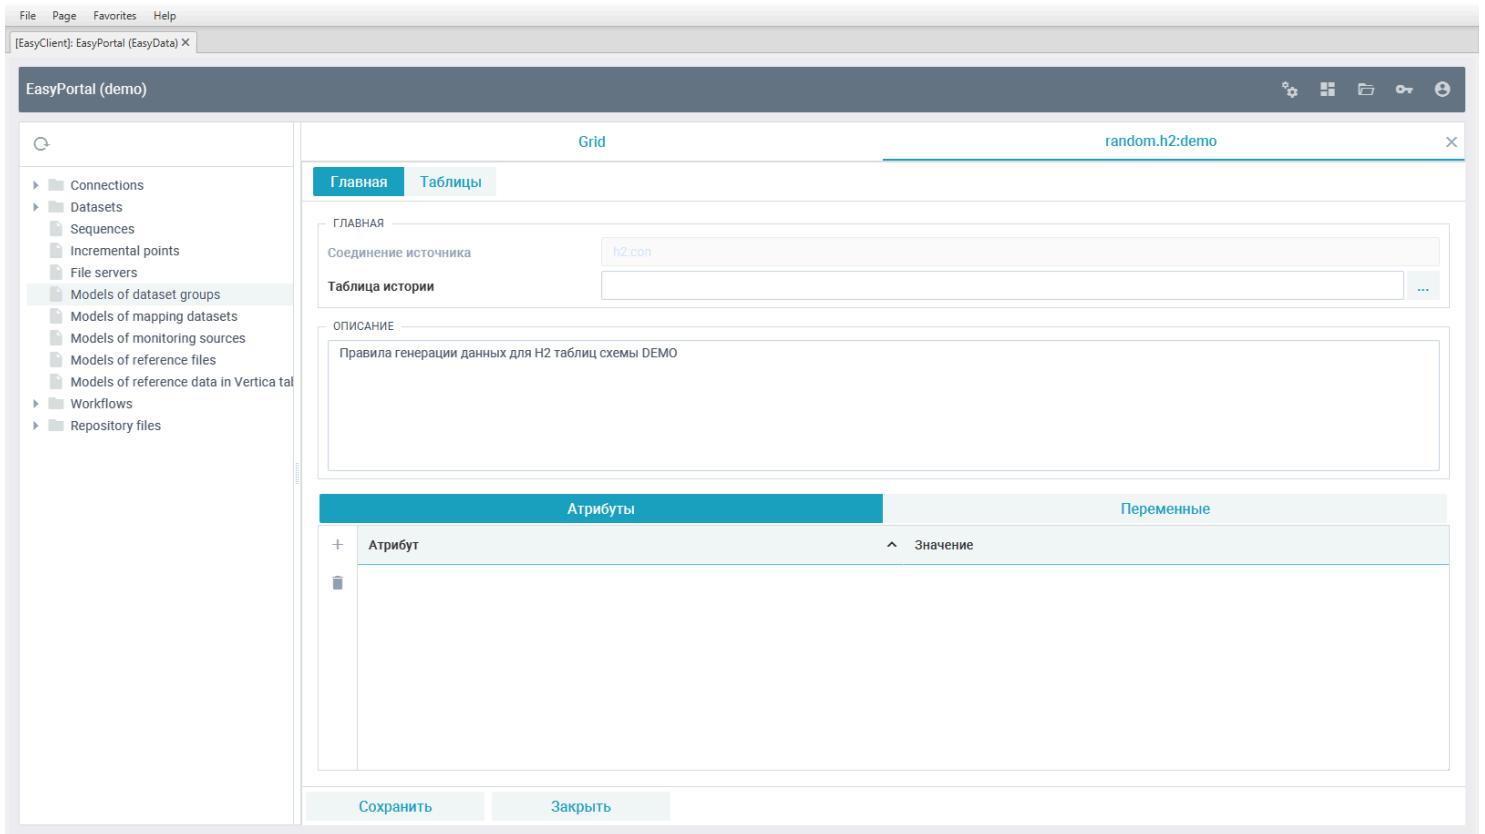 File Page Favorites Help
[EasyClient]: EasyPortal (EasyData) X
EasyPortal (demo)
Grid
random.h2:demo
Connections
Datasets
Sequences
Incremental points
File servers
Models of dataset groups
Models of mapping datasets
Models of monitoring sources
Models of reference files
Models of reference data in Vertica tal
Workflows
Repository files
Главная Таблицы
ГЛАВНАЯ
Соединение источника h2:con
Таблица истории ...
ОПИСАНИЕ
Правила генерации данных для H2 таблиц схемы DEMO
Атрибуты Переменные
Атрибут Значение
Сохранить Закрыть